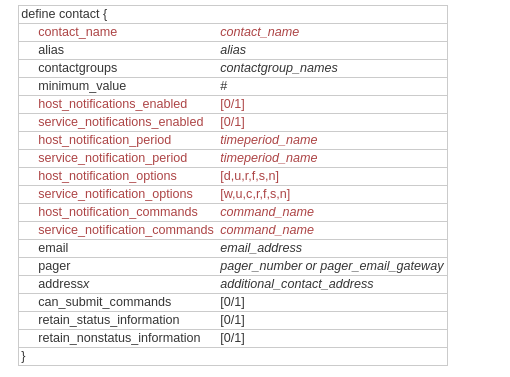 define contact {
contact_name contact_name
alias alias
contactgroups contactgroup_names
minimum_value #
host_notifications_enabled [0/1]
service_notifications_enabled [0/1]
host_notification_period timeperiod_name
service_notification_period timeperiod_name
host_notification_options [d,u,r,f,s,n]
service_notification_options [w,u,c,r,f,s,n]
host_notification_commands command_name
service_notification_commands command_name
email email_address
pager pager_number or pager_email_gateway
addressx additional_contact_address
can_submit_commands [0/1]
retain_status_information [0/1]
retain_nonstatus_information [0/1]
}